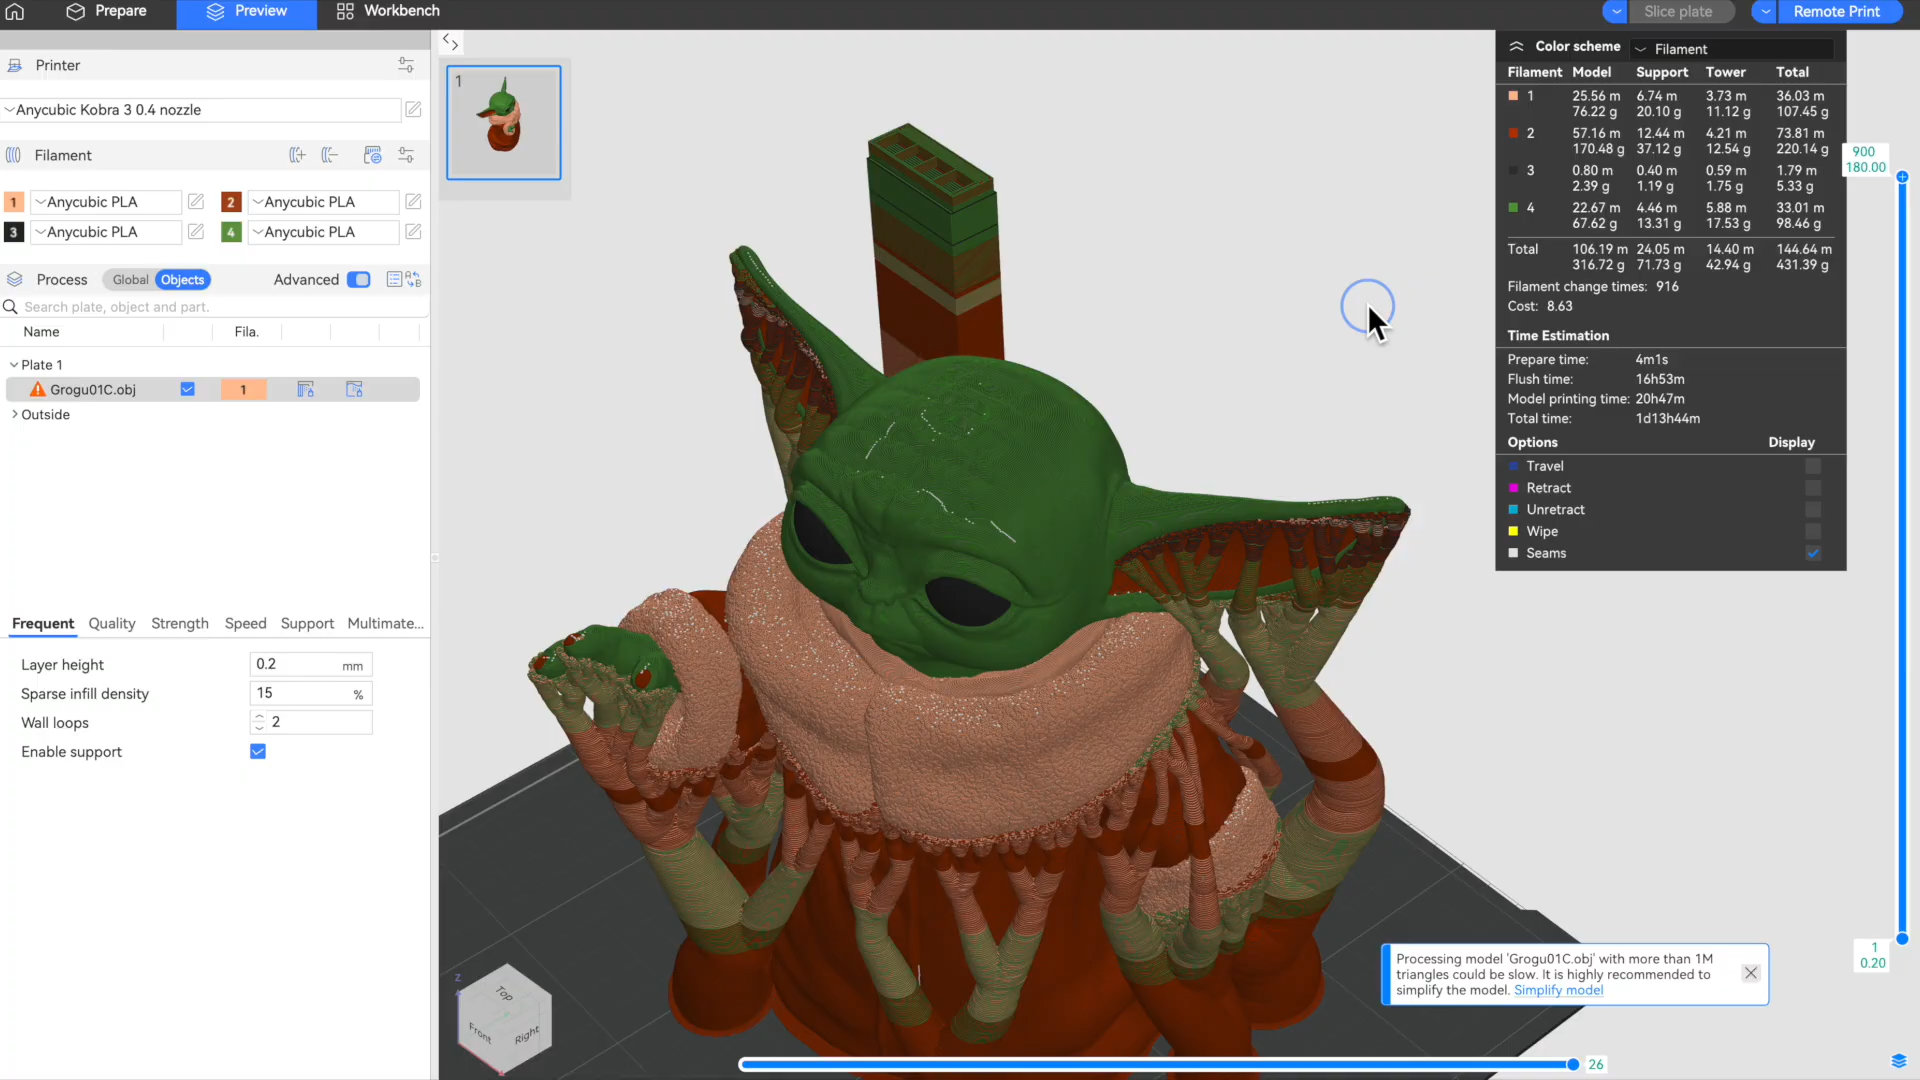 Prepare
Preview
Workbench
Slice plate
Remote Print
Printer
Anycubic Kobra 3 0.4 nozzle
Filament
1 Anycubic PLA
2 Anycubic PLA
3 Anycubic PLA
4 Anycubic PLA
Process Global Objects Advanced
Search plate, object and part.
Name Fila.
Plate 1
Grogu01C.obj 1
Outside
Frequent Quality Strength Speed Support Multimate...
Layer height 0.2 mm
Sparse infill density 15 %
Wall loops 2
Enable support
1
Color scheme Filament
Filament Model Support Tower Total
1 25.56 m 6.74 m 3.73 m 36.03 m
76.22 g 20.10 g 11.12 g 107.45 g
2 57.16 m 12.44 m 4.21 m 73.81 m
170.48 g 37.12 g 12.54 g 220.14 g
3 0.80 m 0.40 m 0.59 m 1.79 m
2.39 g 1.19 g 1.75 g 5.33 g
4 22.67 m 4.46 m 5.88 m 33.01 m
67.62 g 13.31 g 17.53 g 98.46 g
Total 106.19 m 24.05 m 14.40 m 144.64 m
316.72 g 71.73 g 42.94 g 431.39 g
Filament change times: 916
Cost: 8.63
Time Estimation
Prepare time: 4m1s
Flush time: 16h53m
Model printing time: 20h47m
Total time: 1d13h44m
Options Display
Travel
Retract
Unretract
Wipe
Seams
900
180.00
1
0.20
Processing model 'Grogu01C.obj' with more than 1M
triangles could be slow. It is highly recommended to
simplify the model. Simplify model
Z
Top
Front
Right
26